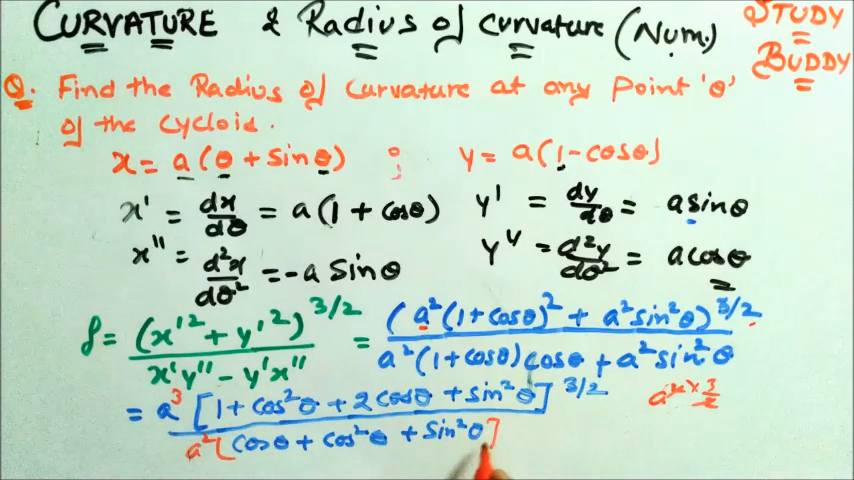 CURVATURE & Radius of curvature (Num.)
STUDY BUDDY
Q. Find the Radius of curvature at any point 'θ'
of the cycloid.
x = a(θ + sinθ) ; y = a(1-cosθ)
x' = dx/dθ = a(1 + cosθ) y' = dy/dθ = a sinθ
x'' = d²x/dθ² = -a sinθ y'' = d²y/dθ² = a cosθ
ρ = (x'² + y'²)^3/2 / x'y'' - y'x'' = (a²(1+cosθ)² + a²sin²θ)^3/2 / a²(1+cosθ)cosθ + a²sin²θ
= a³[1+cos²θ + 2cosθ + sin²θ]^3/2 / a²[cosθ + cos²θ + sin²θ] a^2×3/2